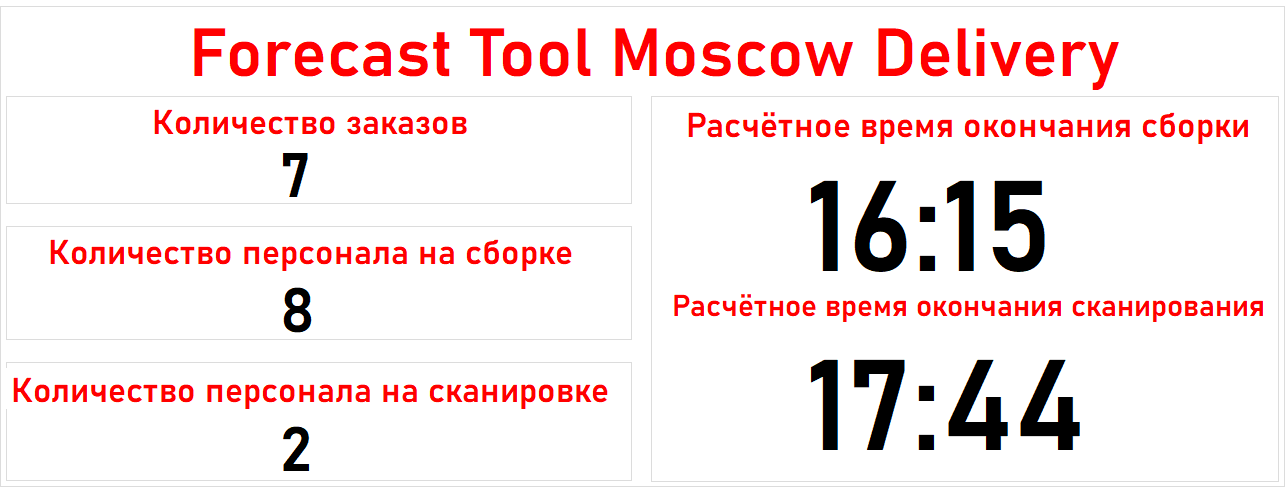 Forecast Tool Moscow Delivery
Количество заказов
7
Количество персонала на сборке
8
Количество персонала на сканировке
2
Расчётное время окончания сборки
16:15
Расчётное время окончания сканирования
17:44